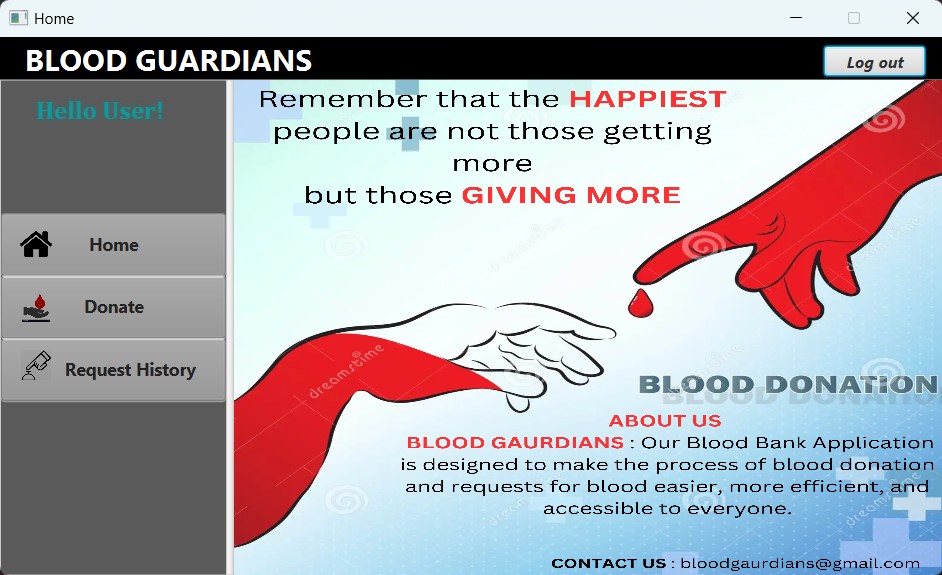 Home
BLOOD GUARDIANS
Log out
Hello User!
Home
Donate
Request History
Remember that the HAPPIEST
people are not those getting
more
but those GIVING MORE
dreamstime
dreamstime
BLOOD DONATION
ABOUT US
BLOOD GAURDIANS : Our Blood Bank Application
is designed to make the process of blood donation
and requests for blood easier, more efficient, and
accessible to everyone.
dreamstime
dreamstime
CONTACT US : bloodgaurdians@gmail.com